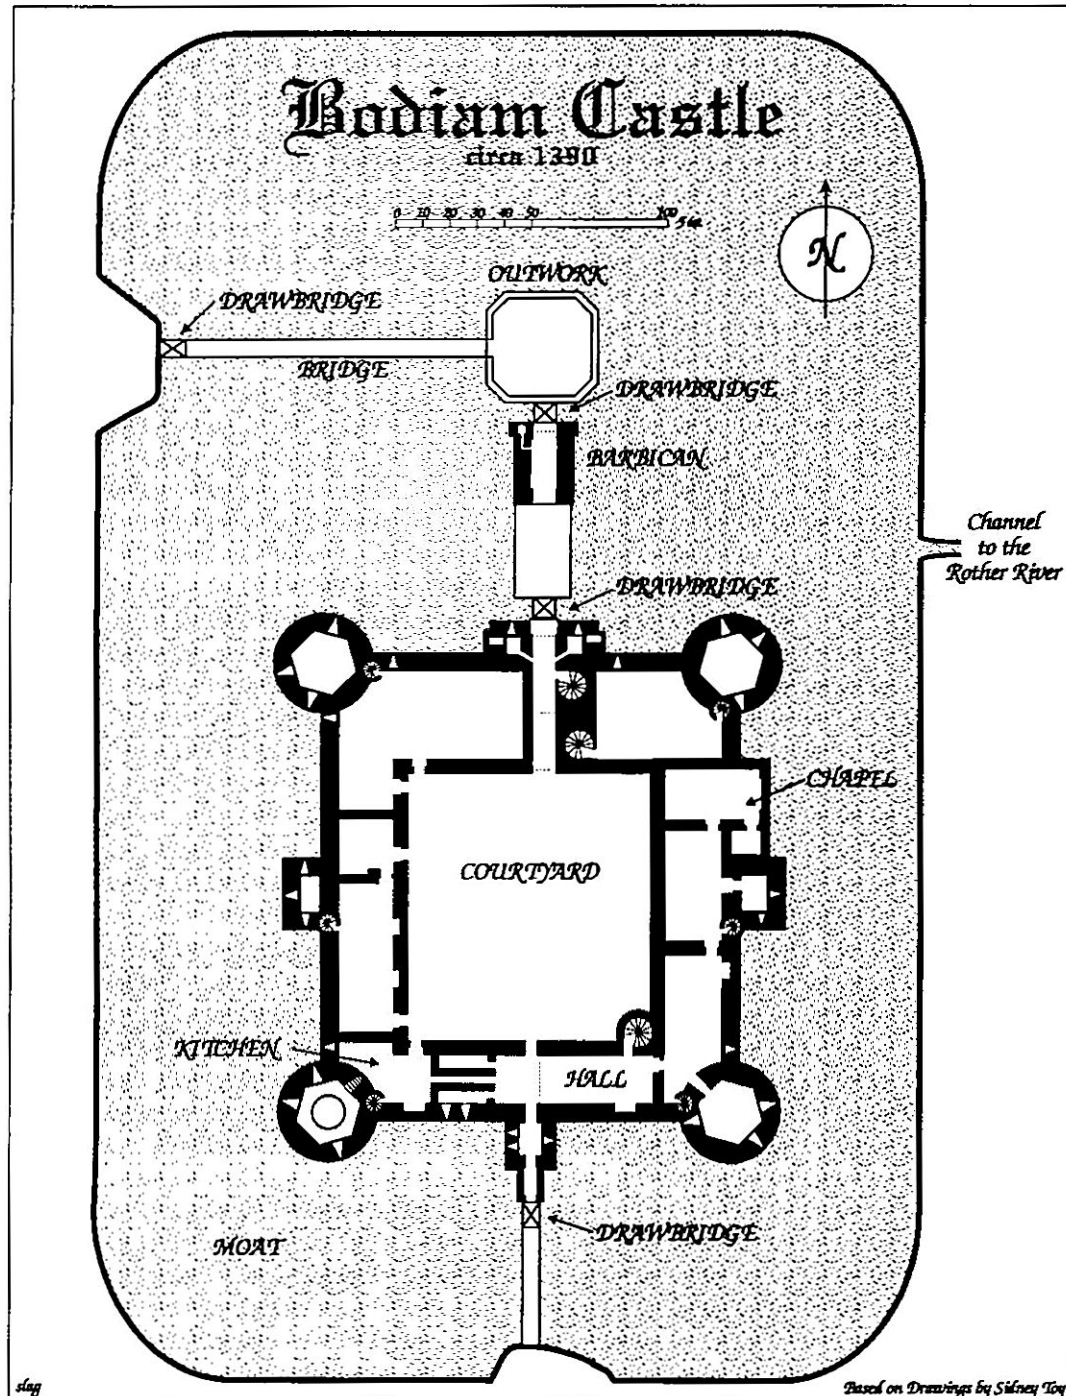 Bodiam Castle
circa 1390
0 10 20 30 40 50 100
OUTWORK
N
DRAWBRIDGE
BRIDGE
DRAWBRIDGE
BARBICAN
Channel
to the
Rother River
DRAWBRIDGE
CHAPEL
COURTYARD
KITCHEN
HALL
DRAWBRIDGE
MOAT
slag
Based on Drawings by Sidney Toy